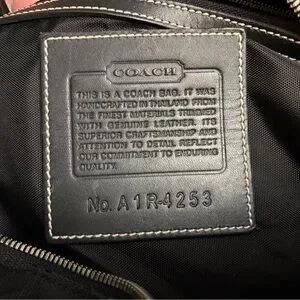 COACH
THIS IS A COACH BAG. IT WAS
HANDCRAFTED IN THAILAND FROM
THE FINEST MATERIALS TRIMMED
WITH GENUINE LEATHER. ITS
SUPERIOR CRAFTSMANSHIP AND
ATTENTION TO DETAIL REFLECT
OUR COMMITMENT TO ENDURING
QUALITY.
No. A1R-4253